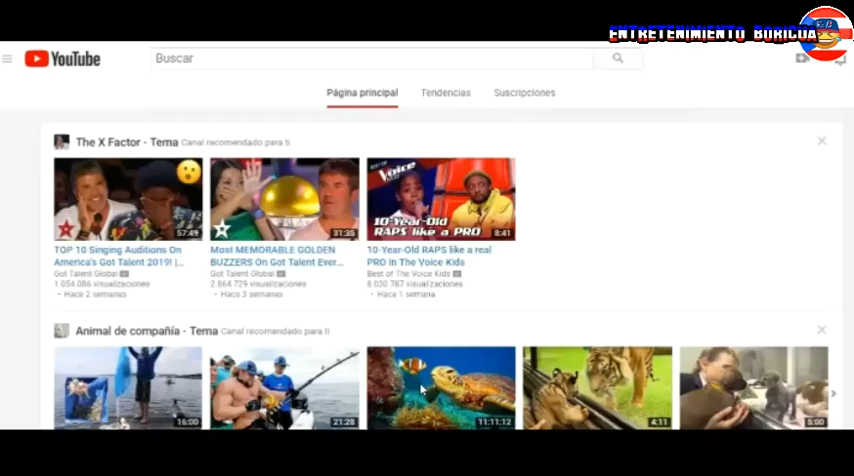 ENTRETENIMIENTO BORICUA
YouTube
Buscar
Página principal Tendencias Suscripciones
The X Factor - Tema Canal recomendado para ti
57:49
31:35
BEST OF
The Voice
10-YEAR-OLD
RAPS LIKE a PRO
8:41
TOP 10 Singing Auditions On
America's Got Talent 2019! |...
Got Talent Global
1.054.086 visualizaciones
• Hace 2 semanas
Most MEMORABLE GOLDEN
BUZZERS On Got Talent Ever...
Got Talent Global
2.864.729 visualizaciones
• Hace 3 semanas
10-Year-Old RAPS like a real
PRO in The Voice Kids
Best of The Voice Kids
8.030.787 visualizaciones
• Hace 1 semana
Animal de compañía - Tema Canal recomendado para ti
16:00
21:28
11:11:12
4:11
5:00